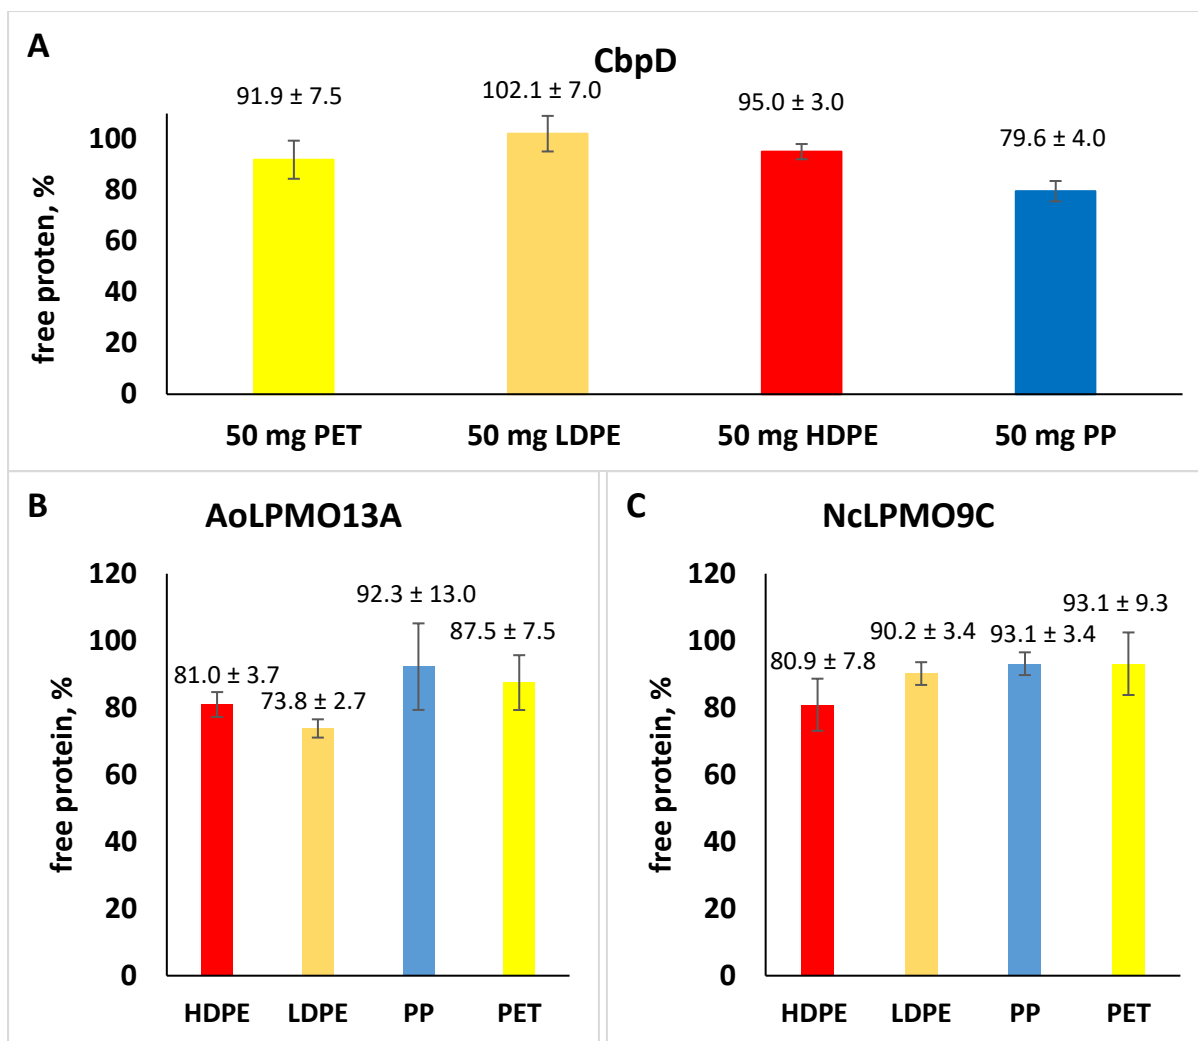 A
CbpD
91.9 ± 7.5
102.1 ± 7.0
95.0 ± 3.0
79.6 ± 4.0
free proten, %
100
80
60
40
20
0
50 mg PET
50 mg LDPE
50 mg HDPE
50 mg PP
B
AoLPMO13A
free protein, %
120
100
80
60
40
20
0
81.0 ± 3.7
73.8 ± 2.7
92.3 ± 13.0
87.5 ± 7.5
HDPE
LDPE
PP
PET
C
NcLPMO9C
free protein, %
120
100
80
60
40
20
0
80.9 ± 7.8
90.2 ± 3.4
93.1 ± 3.4
93.1 ± 9.3
HDPE
LDPE
PP
PET